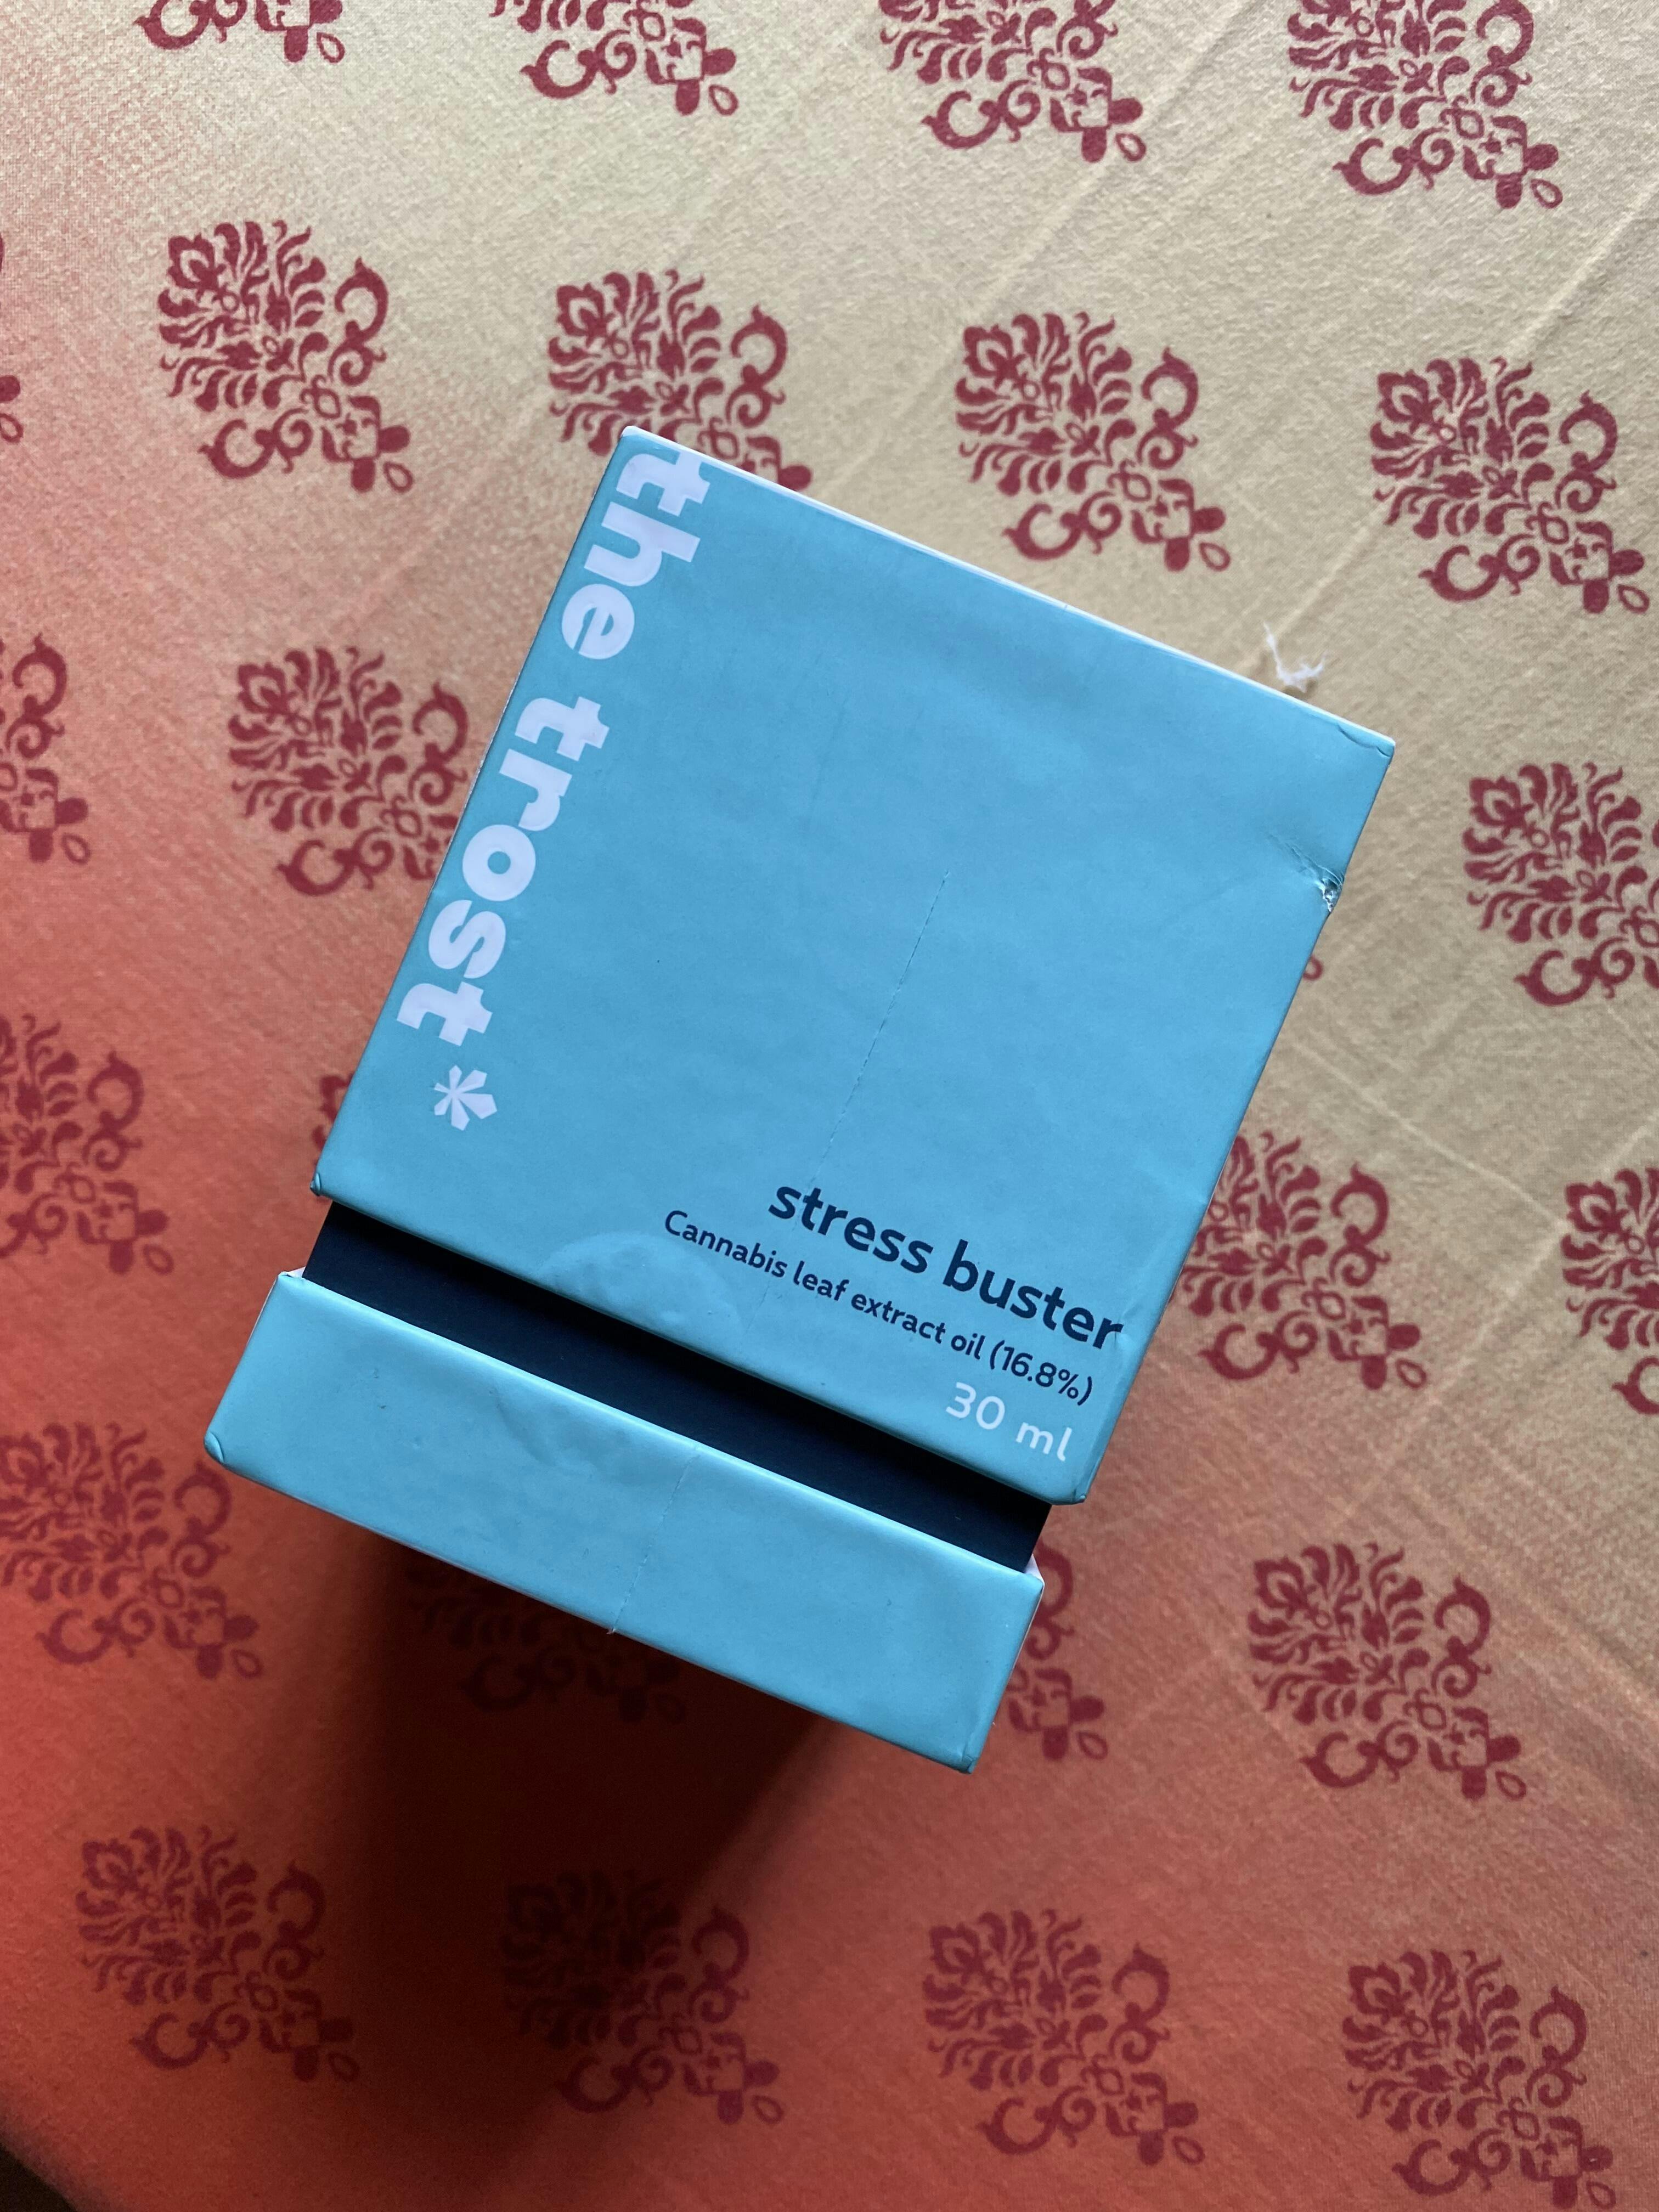 the trost*
stress buster
Cannabis leaf extract oil (16.8%)
30 ml